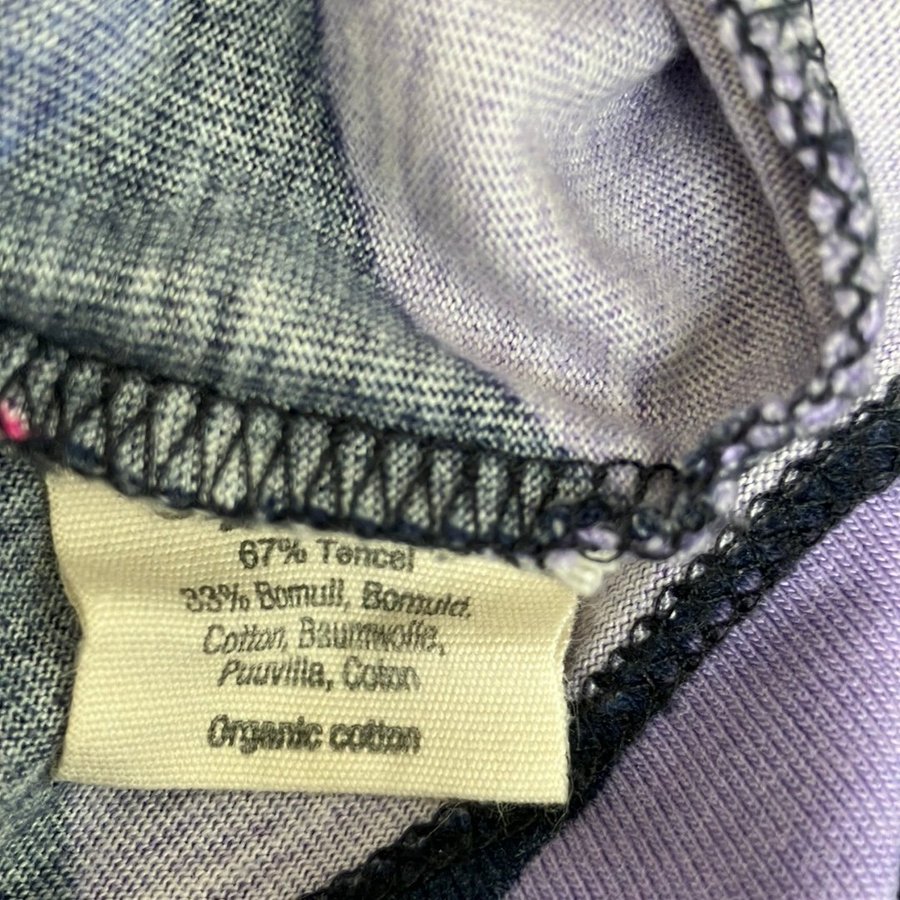 67% Tencel
33% Bomull, Bomuld,
Cotton, Baumwolle,
Puuvilla, Coton
Organic cotton